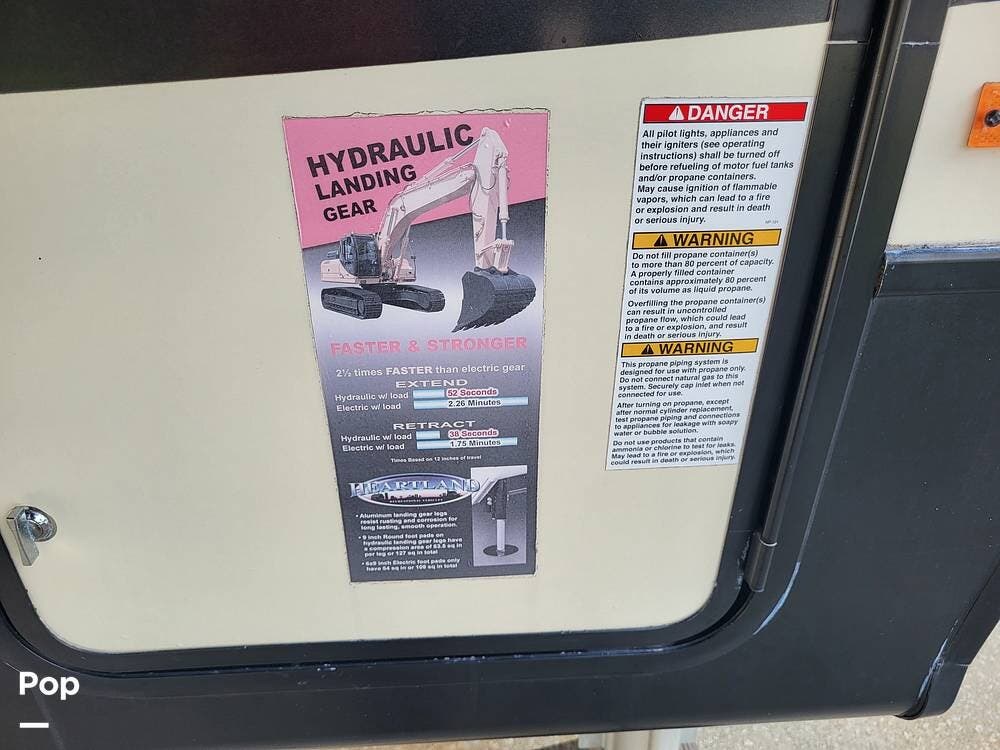 HYDRAULIC
LANDING
GEAR
FASTER & STRONGER
2½ times FASTER than electric gear
EXTEND
Hydraulic w/ load 52 Seconds
Electric w/ load 2.26 Minutes
RETRACT
Hydraulic w/ load 38 Seconds
Electric w/ load 1.75 Minutes
Times Based on 12 inches of travel
HEARTLAND
RECREATIONAL VEHICLES
• Aluminum landing gear legs
resist rusting and corrosion for
long lasting, smooth operation.
• 9 inch Round foot pads on
hydraulic landing gear legs have
a compression area of 63.5 sq in
per leg or 127 sq in total
• 6x9 inch Electric foot pads only
have 54 sq in or 108 sq in total
DANGER
All pilot lights, appliances and
their igniters (see operating
instructions) shall be turned off
before refueling of motor fuel tanks
and/or propane containers.
May cause ignition of flammable
vapors, which can lead to a fire
or explosion and result in death
or serious injury.
WARNING
Do not fill propane container(s)
to more than 80 percent of capacity.
A properly filled container
contains approximately 80 percent
of its volume as liquid propane.
Overfilling the propane container(s)
can result in uncontrolled
propane flow, which could lead
to a fire or explosion, and result
in death or serious injury.
WARNING
This propane piping system is
designed for use with propane only.
Do not connect natural gas to this
system. Securely cap inlet when not
connected for use.
After turning on propane, except
after normal cylinder replacement,
test propane piping and connections
to appliances for leakage with soapy
water or bubble solution.
Do not use products that contain
ammonia or chlorine to test for leaks.
May lead to a fire or explosion, which
could result in death or serious injury.
Pop